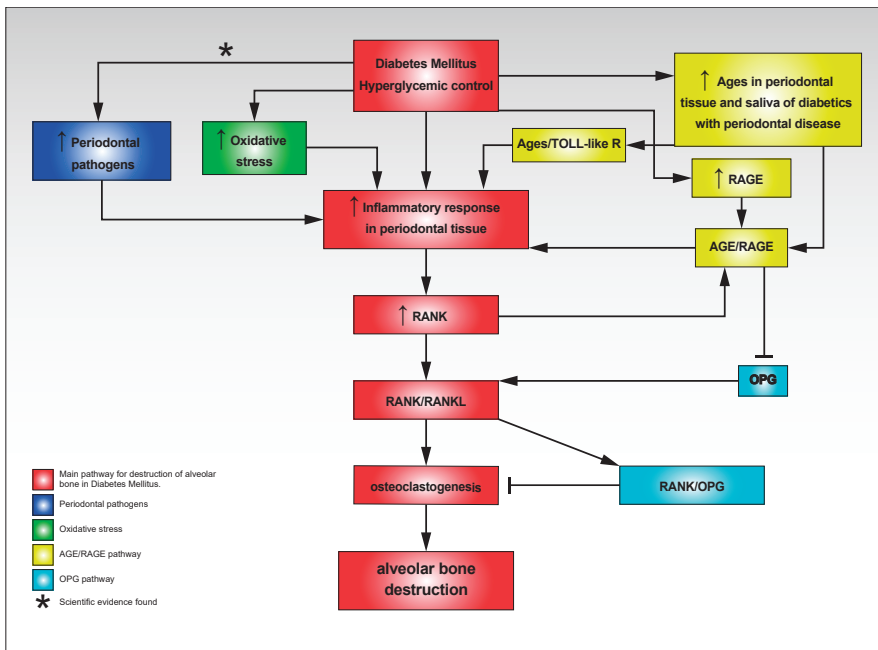 *
Diabetes Mellitus
Hyperglycemic control
↑ Ages in periodontal
tissue and saliva of diabetics
with periodontal disease
↑ Periodontal
pathogens
↑ Oxidative
stress
Ages/TOLL-like R
↑ RAGE
↑ Inflammatory response
in periodontal tissue
AGE/RAGE
↑ RANK
OPG
RANK/RANKL
osteoclastogenesis
RANK/OPG
alveolar bone
destruction
Main pathway for destruction of alveolar
bone in Diabetes Mellitus.
Periodontal pathogens
Oxidative stress
AGE/RAGE pathway
OPG pathway
* Scientific evidence found